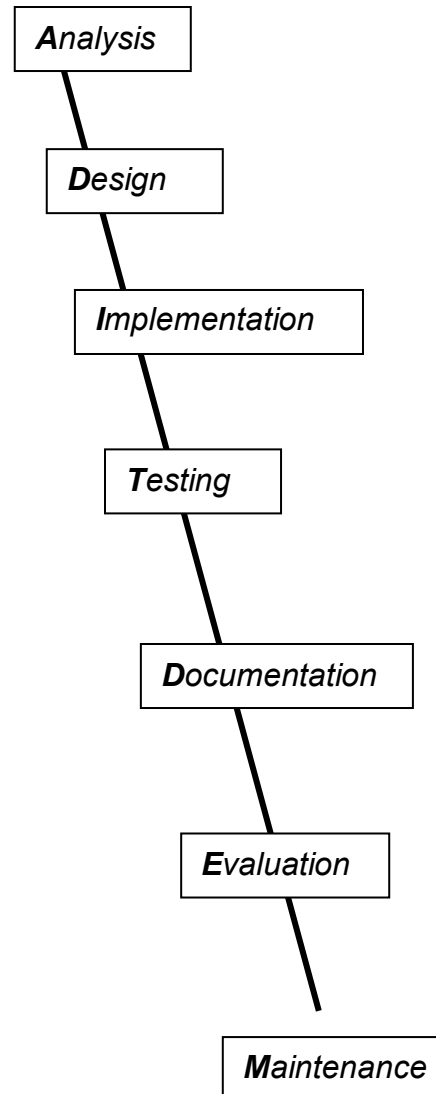 Analysis
Design
Implementation
Testing
Documentation
Evaluation
Maintenance